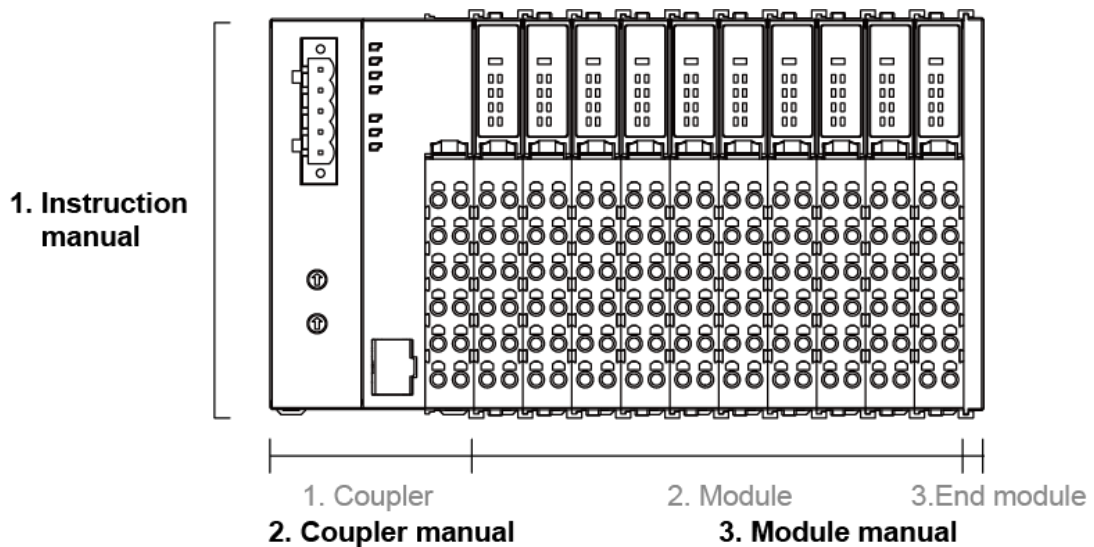 1. Instruction
manual
1. Coupler
2. Module
3.End module
2. Coupler manual
3. Module manual